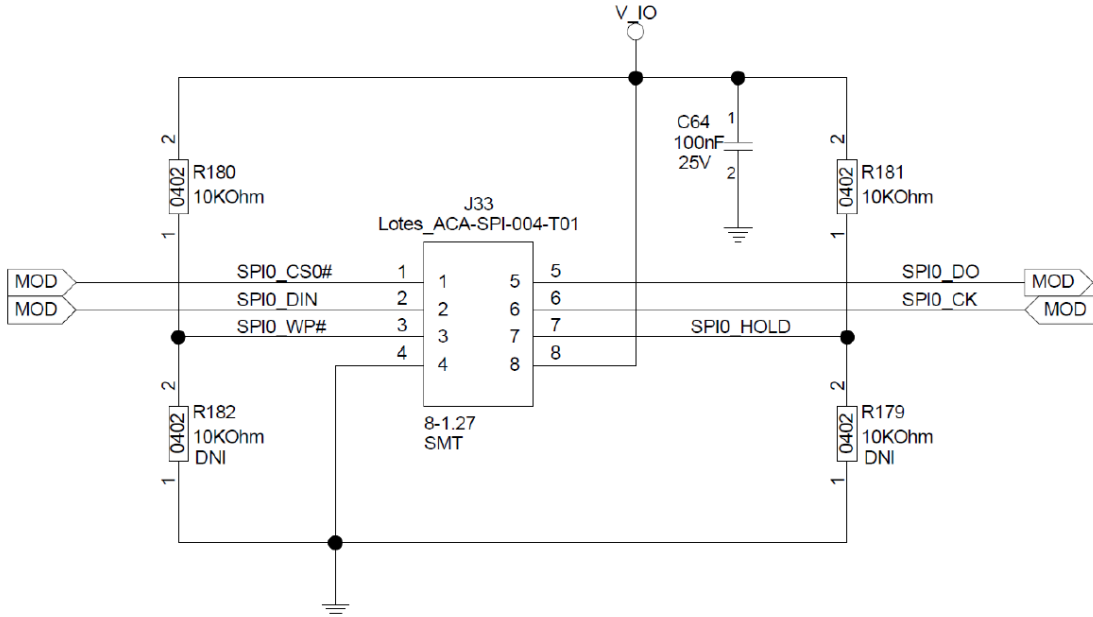 V_IO
2
R180
0402
10KOhm
1
C64
1
100nF
25V
2
2
R181
0402
10KOhm
1
J33
Lotes_ACA-SPI-004-T01
MOD
SPI0_CS0#
1
1
5
5
SPI0_DO
MOD
MOD
SPI0_DIN
2
2
6
6
SPI0_CK
MOD
SPI0_WP#
3
3
7
7
SPI0_HOLD
4
4
8
8
2
R182
0402
10KOhm
DNI
1
8-1.27
SMT
2
R179
0402
10KOhm
DNI
1